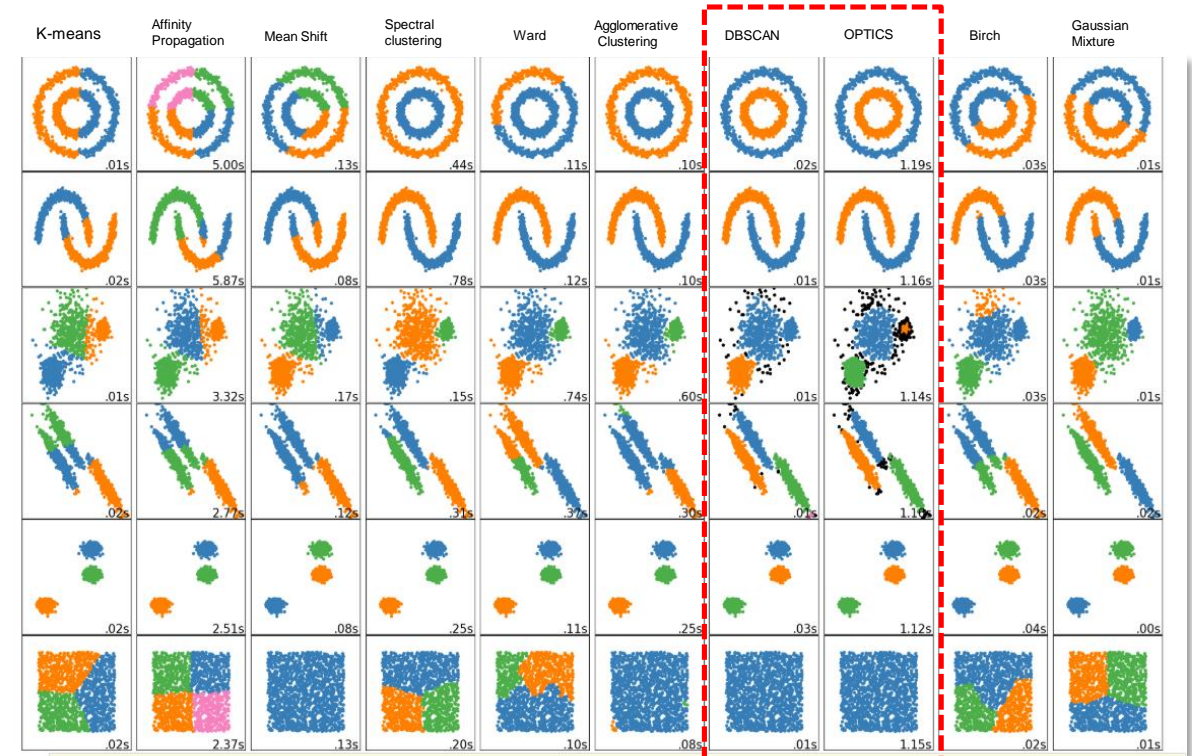 K-means
Affinity
Propagation
Mean Shift
Spectral
clustering
Ward
Agglomerative
Clustering
DBSCAN
OPTICS
Birch
Gaussian
Mixture
.01s
5.00s
.13s
.44s
.11s
.10s
.02s
1.19s
.03s
.01s
.02s
5.87s
.08s
.78s
.12s
.10s
.01s
1.16s
.03s
.01s
.01s
3.32s
.17s
.15s
.74s
.60s
.01s
1.14s
.03s
.01s
.02s
2.77s
.12s
.31s
.37s
.30s
.01s
1.10s
.02s
.02s
.02s
2.51s
.08s
.25s
.11s
.25s
.03s
1.12s
.04s
.00s
.02s
2.37s
.13s
.20s
.10s
.08s
.01s
1.15s
.02s
.01s